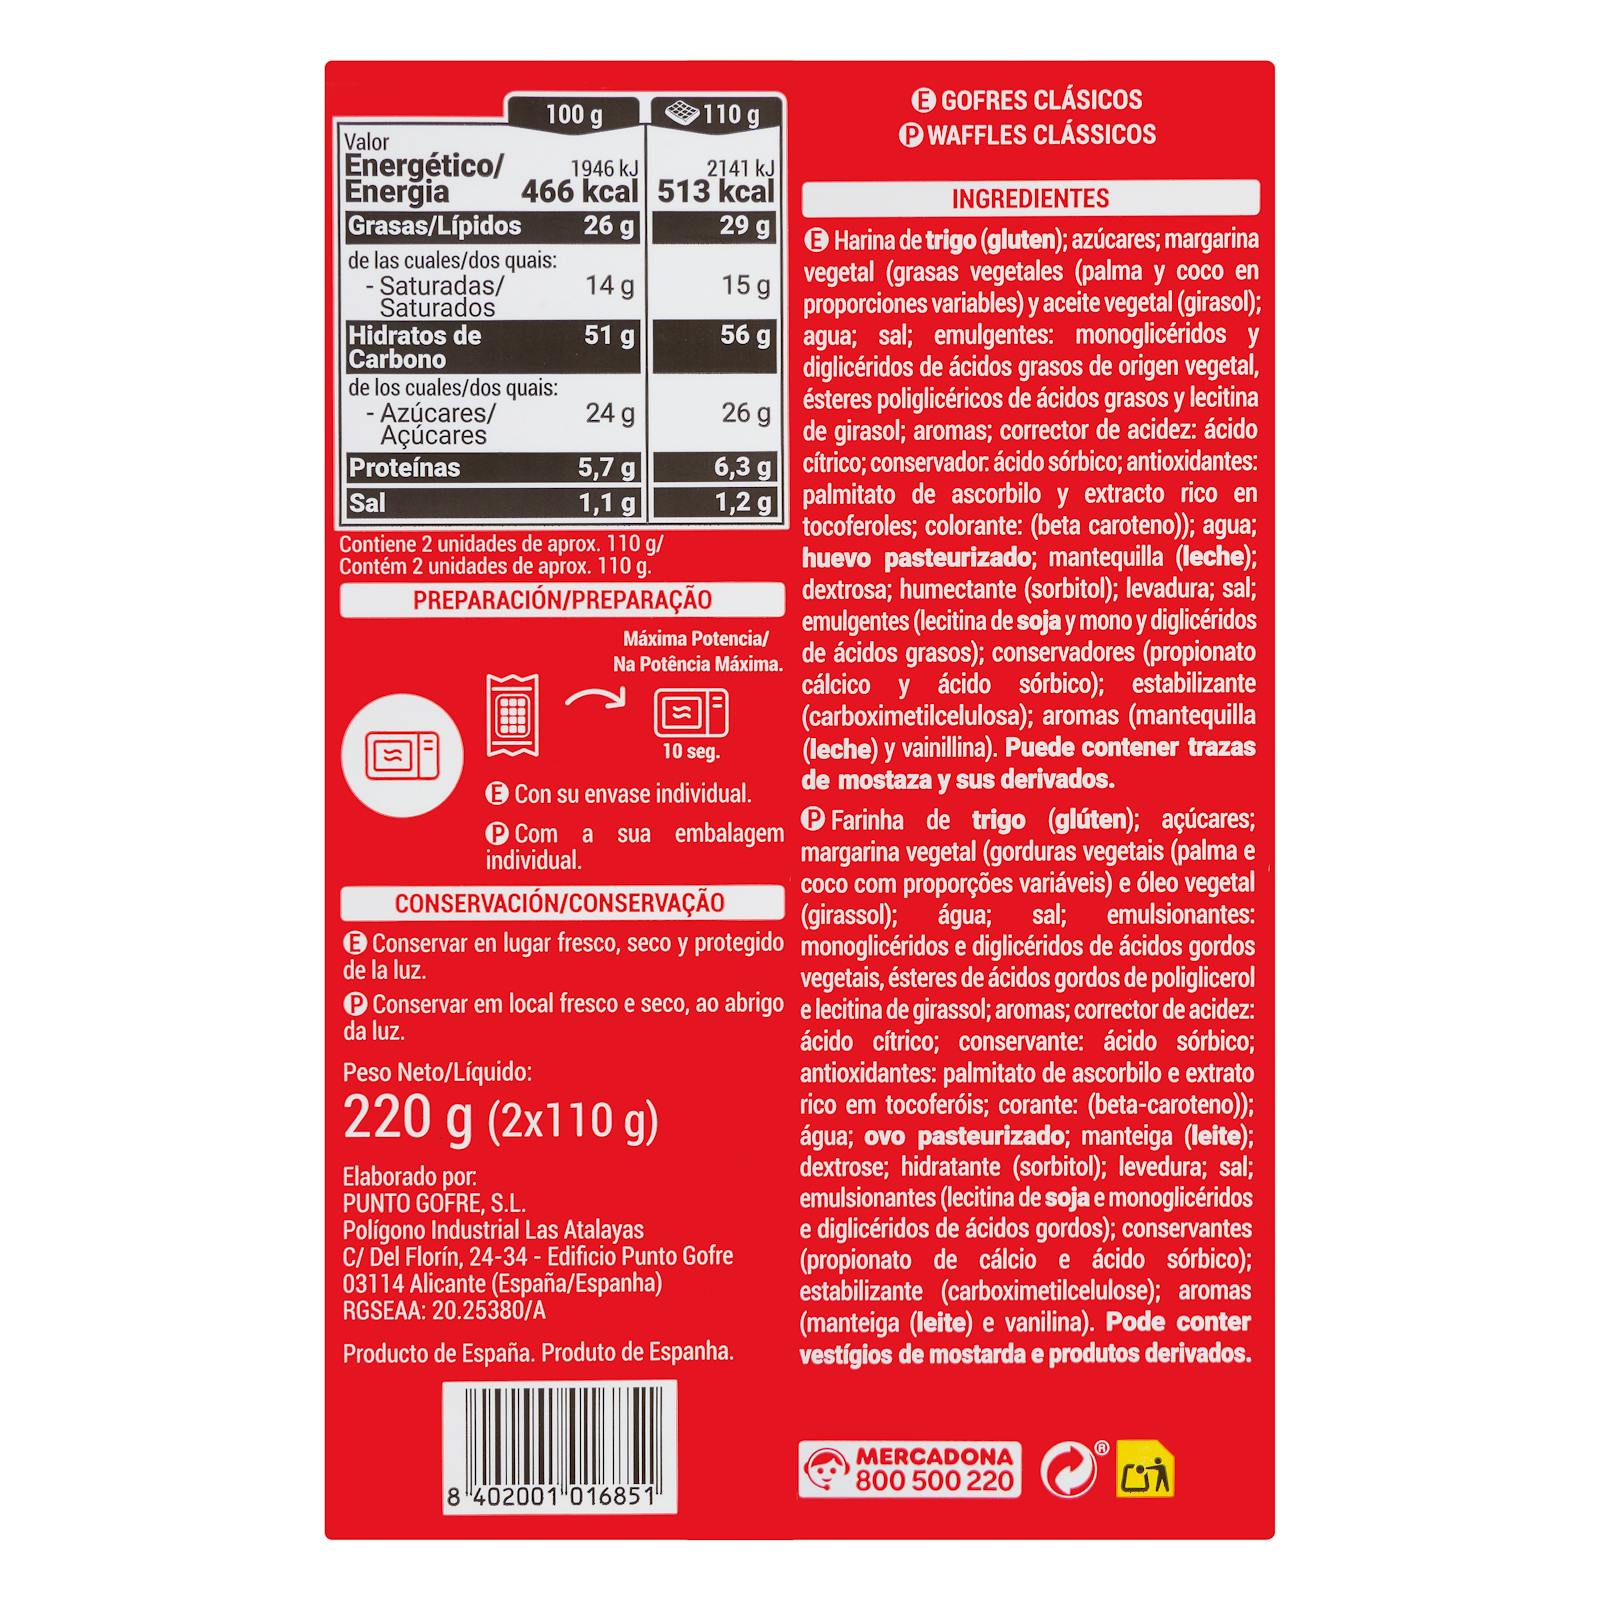 100 g
110 g
Valor
Energético/
Energia
1946 kJ
466 kcal
2141 kJ
513 kcal
Grasas/Lípidos 26 g 29 g
de las cuales/dos quais:
- Saturadas/ 14 g 15 g
Saturados
Hidratos de 51 g 56 g
Carbono
de los cuales/dos quais:
- Azúcares/ 24 g 26 g
Açúcares
Proteínas 5,7 g 6,3 g
Sal 1,1 g 1,2 g
Contiene 2 unidades de aprox. 110 g/
Contém 2 unidades de aprox. 110 g.
PREPARACIÓN/PREPARAÇÃO
Máxima Potencia/
Na Potência Máxima.
10 seg.
E Con su envase individual.
P Com a sua embalagem
individual.
CONSERVACIÓN/CONSERVAÇÃO
E Conservar en lugar fresco, seco y protegido
de la luz.
P Conservar em local fresco e seco, ao abrigo
da luz.
Peso Neto/Líquido:
220 g (2x110 g)
Elaborado por:
PUNTO GOFRE, S.L.
Polígono Industrial Las Atalayas
C/ Del Florín, 24-34 - Edificio Punto Gofre
03114 Alicante (España/Espanha)
RGSEAA: 20.25380/A
Producto de España. Produto de Espanha.
8 402001 016851
E GOFRES CLÁSICOS
P WAFFLES CLÁSSICOS
INGREDIENTES
E Harina de trigo (gluten); azúcares; margarina
vegetal (grasas vegetales (palma y coco en
proporciones variables) y aceite vegetal (girasol);
agua; sal; emulgentes: monoglicéridos y
diglicéridos de ácidos grasos de origen vegetal,
ésteres poliglicéricos de ácidos grasos y lecitina
de girasol; aromas; corrector de acidez: ácido
cítrico; conservador: ácido sórbico; antioxidantes:
palmitato de ascorbilo y extracto rico en
tocoferoles; colorante: (beta caroteno)); agua;
huevo pasteurizado; mantequilla (leche);
dextrosa; humectante (sorbitol); levadura; sal;
emulgentes (lecitina de soja y mono y diglicéridos
de ácidos grasos); conservadores (propionato
cálcico y ácido sórbico); estabilizante
(carboximetilcelulosa); aromas (mantequilla
(leche) y vainillina). Puede contener trazas
de mostaza y sus derivados.
P Farinha de trigo (glúten); açúcares;
margarina vegetal (gorduras vegetais (palma e
coco com proporções variáveis) e óleo vegetal
(girassol); água; sal; emulsionantes:
monoglicéridos e diglicéridos de ácidos gordos
vegetais, ésteres de ácidos gordos de poliglicerol
e lecitina de girassol; aromas; corrector de acidez:
ácido cítrico; conservante: ácido sórbico;
antioxidantes: palmitato de ascorbilo e extrato
rico em tocoferóis; corante: (beta-caroteno));
água; ovo pasteurizado; manteiga (leite);
dextrose; hidratante (sorbitol); levedura; sal;
emulsionantes (lecitina de soja e monoglicéridos
e diglicéridos de ácidos gordos); conservantes
(propionato de cálcio e ácido sórbico);
estabilizante (carboximetilcelulose); aromas
(manteiga (leite) e vanilina). Pode conter
vestígios de mostarda e produtos derivados.
MERCADONA
800 500 220
®